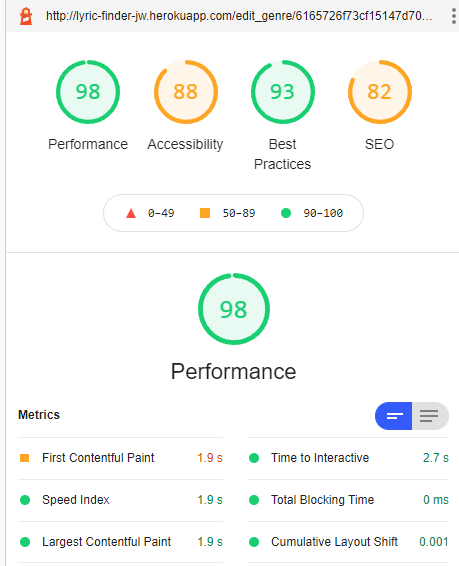 http://lyric-finder-jw.herokuapp.com/edit_genre/6165726f73cf15147d70...
98 88 93 82
Performance Accessibility Best Practices SEO
0–49 50–89 90–100
98
Performance
Metrics
First Contentful Paint 1.9 s
Time to Interactive 2.7 s
Speed Index 1.9 s
Total Blocking Time 0 ms
Largest Contentful Paint 1.9 s
Cumulative Layout Shift 0.001